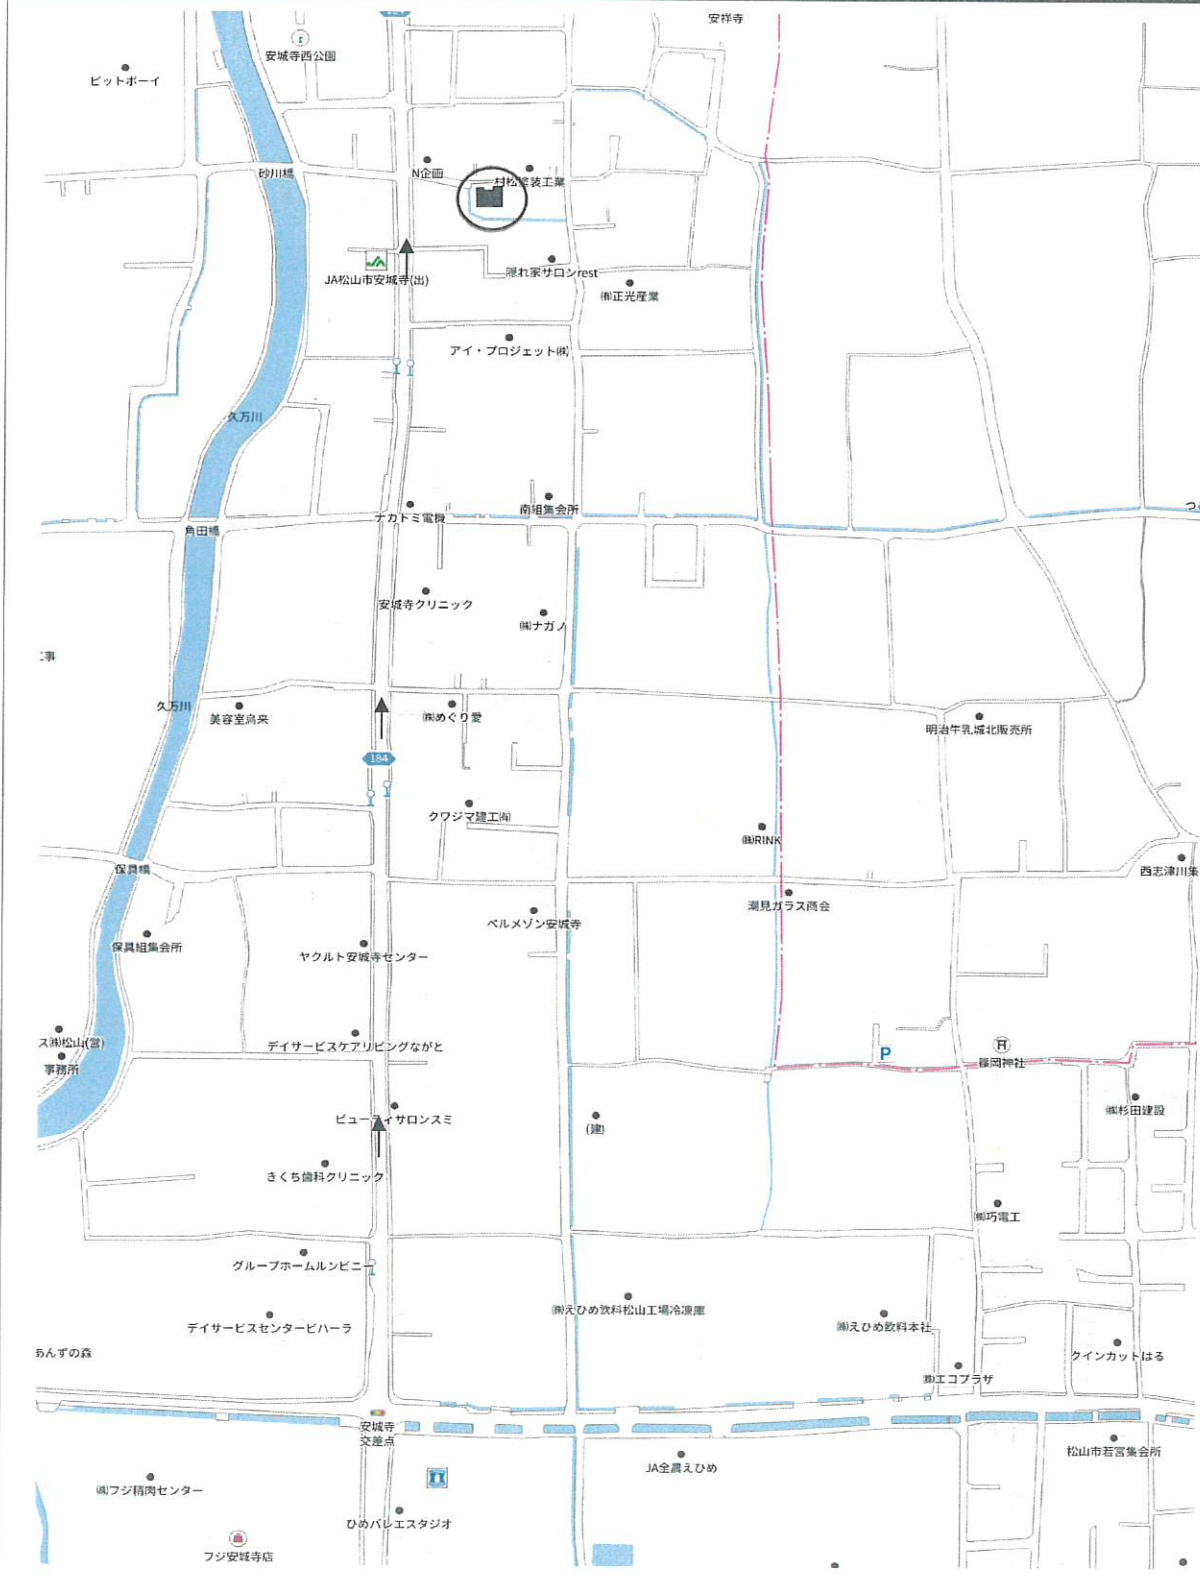 安祥寺
安城寺西公園
ピットボーイ
砂川橋
N企画
村松塗装工業
JA松山市安城寺(出)
隠れ家サロンrest
㈲正光産業
アイ・プロジェット㈱
久万川
ナカトミ電機
南組集会所
角田橋
安城寺クリニック
㈱ナガノ
久万川
美容室烏来
㈱めぐり愛
明治牛乳城北販売所
184
クワジマ建工㈲
㈱RINK
保具橋
西志津川集
潮見ガラス商会
ベルメゾン安城寺
保具組集会所
ヤクルト安城寺センター
ス㈱松山(営)
事務所
デイサービスケアリビングながと
P
篠岡神社
㈱杉田建設
ビューティサロンスミ
(建)
きくち歯科クリニック
㈱巧電工
グループホームルンビニー
㈱えひめ飲料松山工場冷凍庫
デイサービスセンタービハーラ
㈱えひめ飲料本社
あんずの森
クインカットはる
㈱エコプラザ
安城寺
交差点
松山市若宮集会所
JA全農えひめ
㈱フジ精肉センター
ひめバレエスタジオ
フジ安城寺店